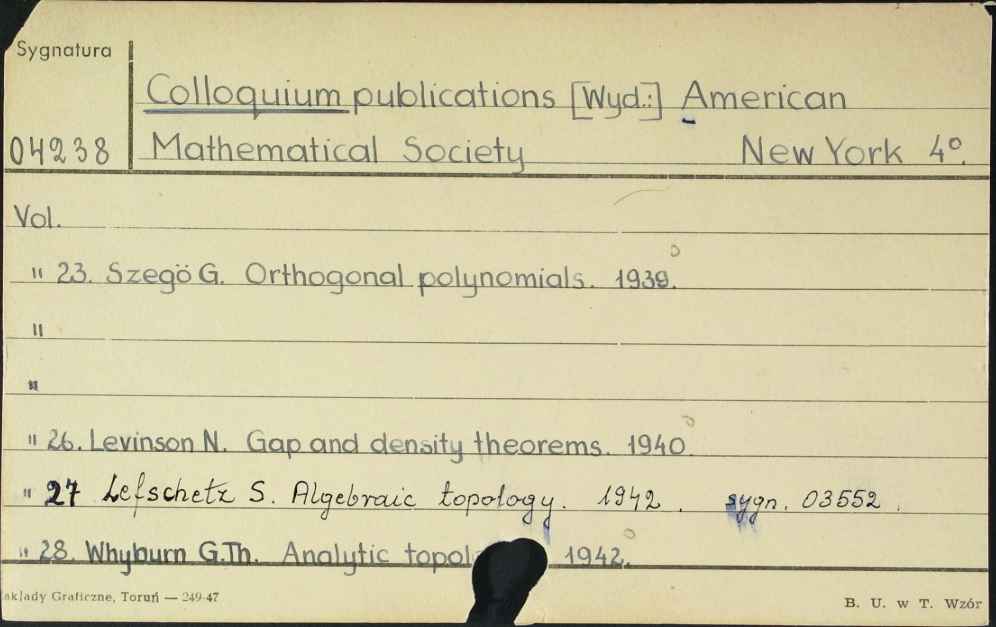 Sygnatura
Colloquium publications [Wyd.:] American
04238 Mathematical Society New York 4°.
Vol.
" 23. Szegö G. Orthogonal polynomials. 1939.
"
"
" 26. Levinson N. Gap and density theorems. 1940
" 27 Lefschetz S. Algebraic topology. 1942. sygn. 03552.
" 28. Whyburn G.Th. Analytic topol 1942.
akłady Graficzne, Toruń — 249-47
B. U. w T. Wzór